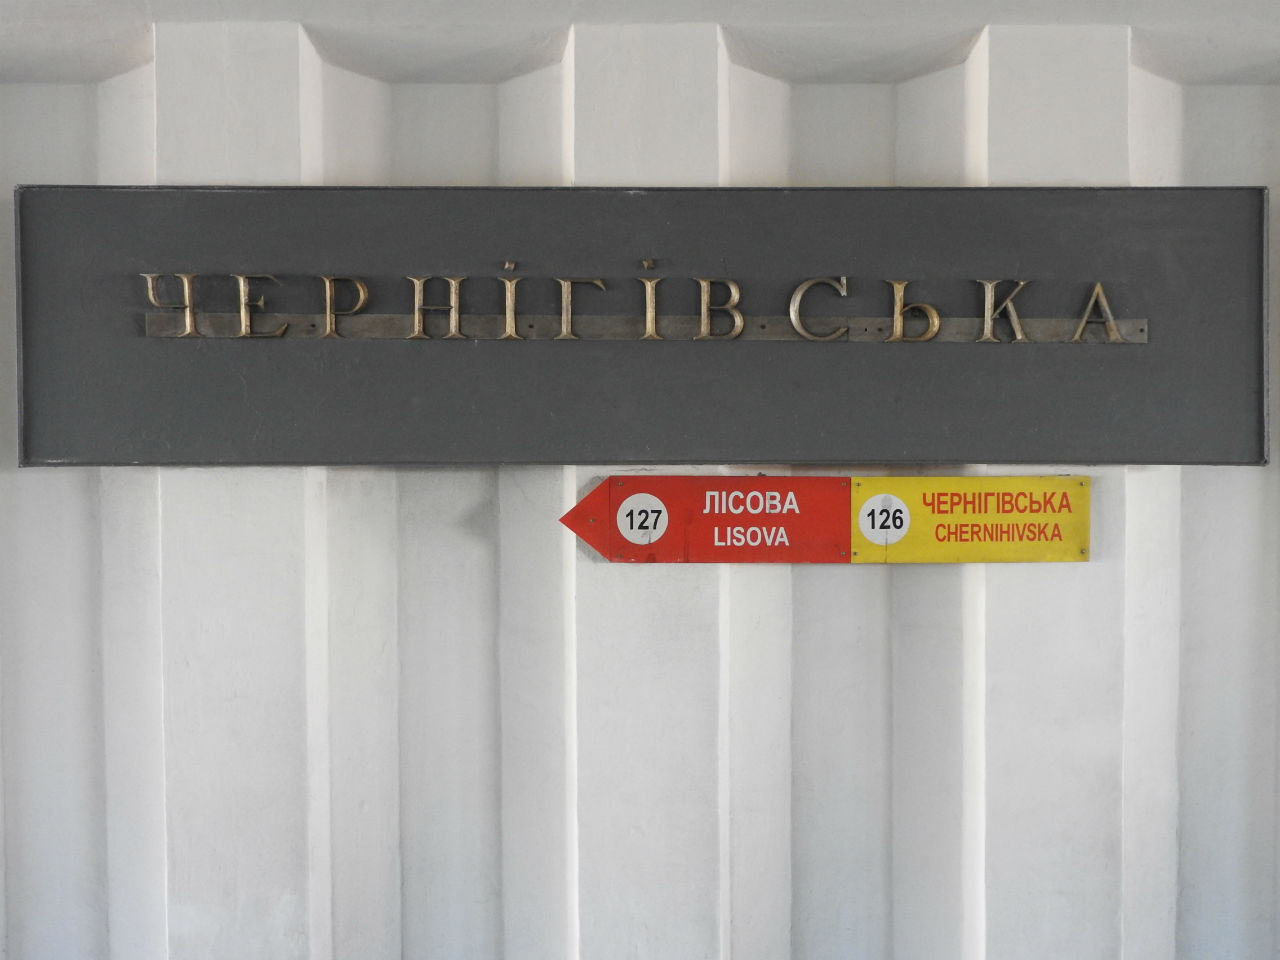 ЧЕРНІГІВСЬКА
127
ЛІСОВА
LISOVA
126
ЧЕРНІГІВСЬКА
CHERNIHIVSKA